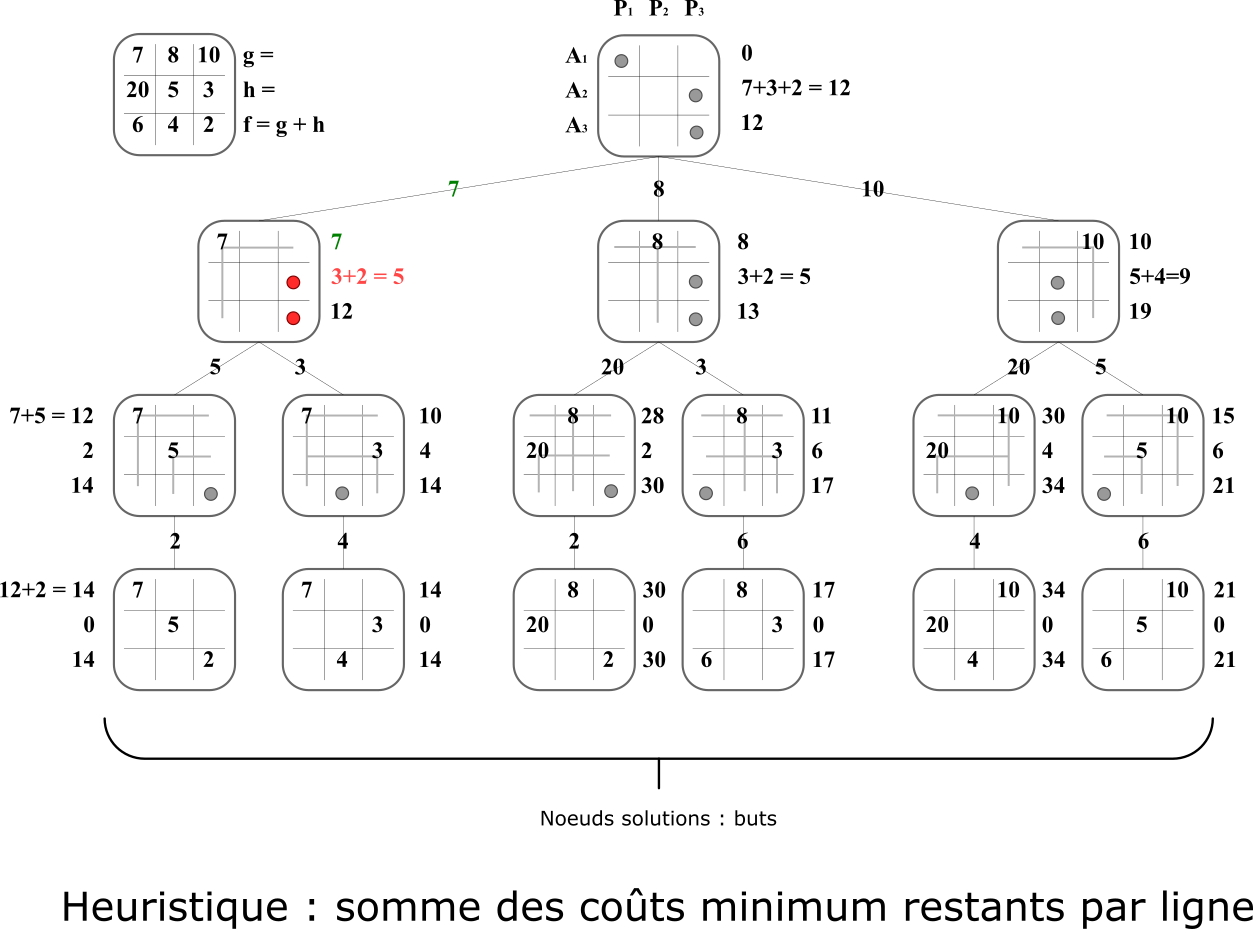 P1 P2 P3
7 8 10 g =
20 5 3 h =
6 4 2 f = g + h
A1 0
A2 7+3+2 = 12
A3 12
7 8 10
7 7 8 8 10 10
3+2 = 5 3+2 = 5 5+4=9
12 13 19
5 3 20 3 20 5
7+5 = 12 7 7 10 8 28 8 11 10 30 10 15
2 5 3 4 20 2 3 6 20 4 5 6
14 14 30 17 34 21
2 4 2 6 4 6
12+2 = 14 7 7 14 8 30 8 17 10 34 10 21
0 5 3 0 20 0 3 0 20 0 5 0
14 2 4 14 2 30 6 17 4 34 6 21
Noeuds solutions : buts
Heuristique : somme des coûts minimum restants par ligne